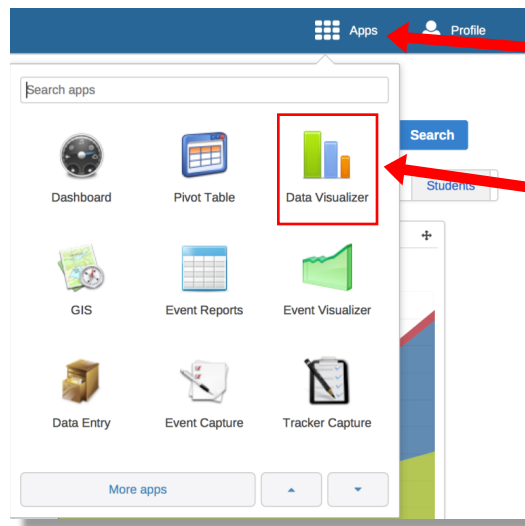 Apps Profile
Search apps
Search
Dashboard Pivot Table Data Visualizer
Students
GIS Event Reports Event Visualizer
Data Entry Event Capture Tracker Capture
More apps